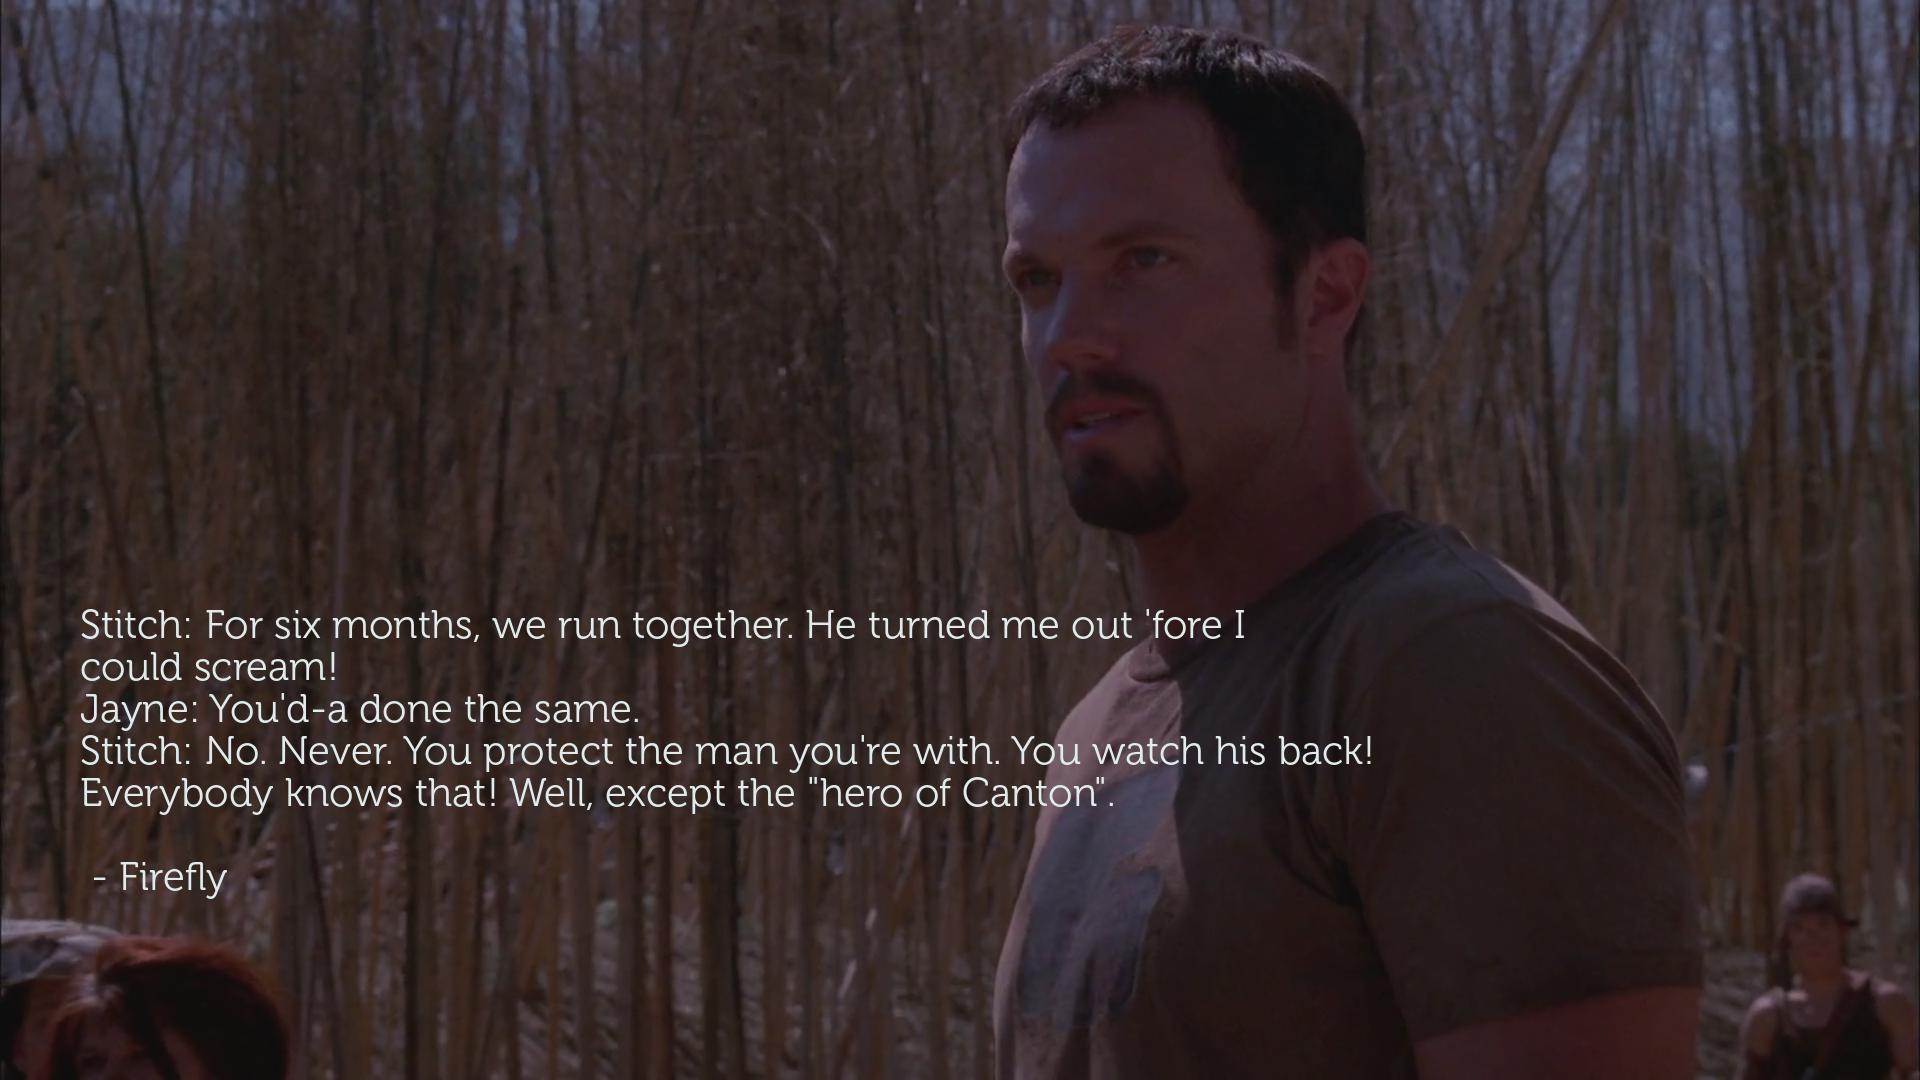 Stitch: For six months, we run together. He turned me out 'fore I
could scream!
Jayne: You'd-a done the same.
Stitch: No. Never. You protect the man you're with. You watch his back!
Everybody knows that! Well, except the "hero of Canton".
- Firefly